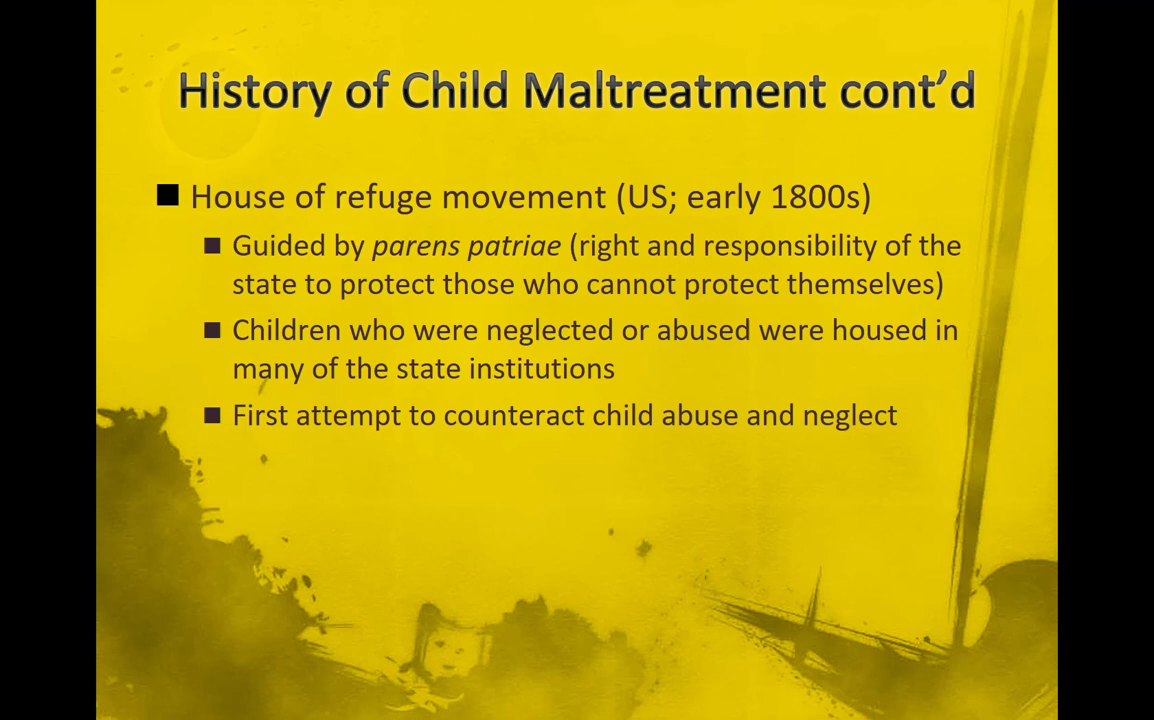 History of Child Maltreatment cont’d
House of refuge movement (US; early 1800s)
Guided by parens patriae (right and responsibility of the
state to protect those who cannot protect themselves)
Children who were neglected or abused were housed in
many of the state institutions
First attempt to counteract child abuse and neglect